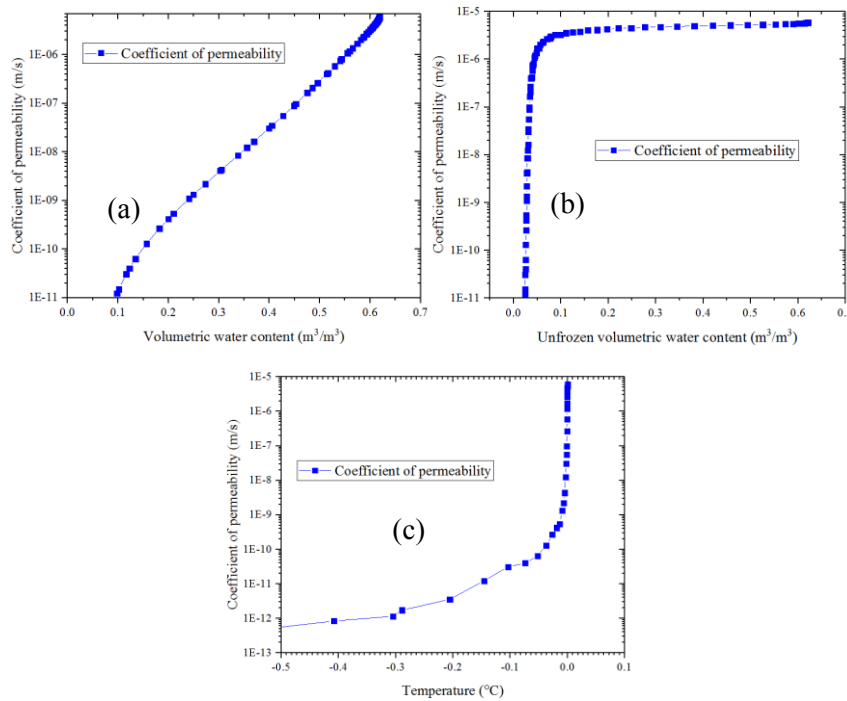 1E-06
1E-07
1E-08
1E-09
1E-10
1E-11
Coefficient of permeability (m/s)
Coefficient of permeability
(a)
0.0 0.1 0.2 0.3 0.4 0.5 0.6 0.7
Volumetric water content (m³/m³)
1E-5
1E-6
1E-7
1E-8
1E-9
1E-10
1E-11
Coefficient of permeability (m/s)
Coefficient of permeability
(b)
0.0 0.1 0.2 0.3 0.4 0.5 0.6 0.
Unfrozen volumetric water content (m³/m³)
1E-5
1E-6
1E-7
1E-8
1E-9
1E-10
1E-11
1E-12
1E-13
Coefficient of permeability (m/s)
Coefficient of permeability
(c)
-0.5 -0.4 -0.3 -0.2 -0.1 0.0 0.1
Temperature (°C)